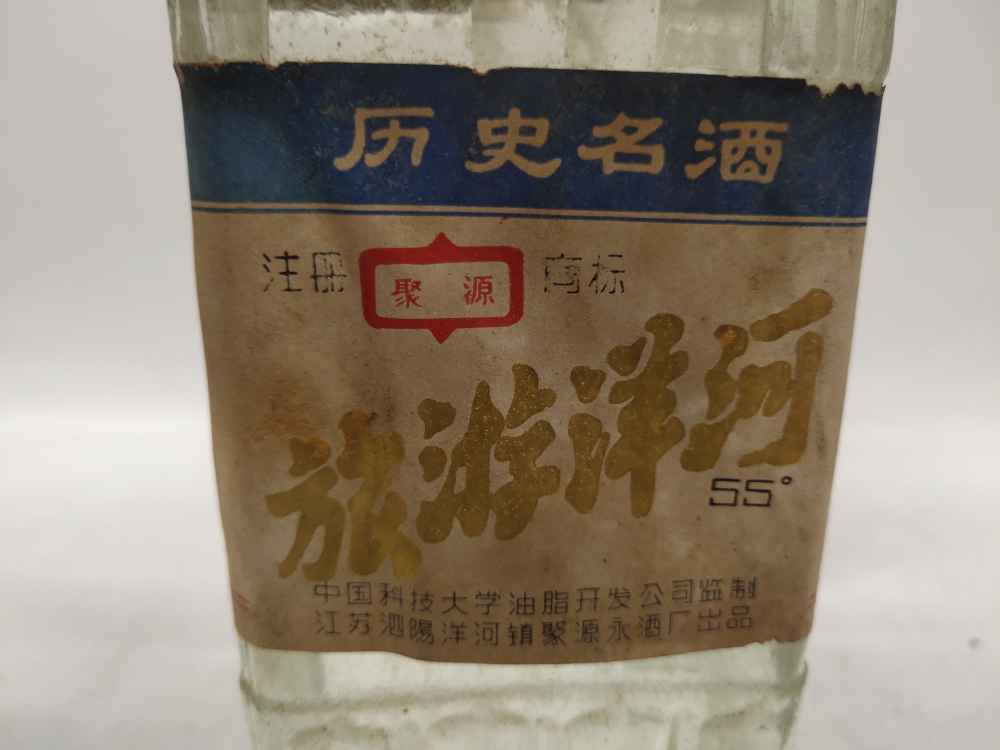 历史名酒
注册 聚源 商标
旅游洋河
55°
中国科技大学油脂开发公司监制
江苏泗陽洋河镇聚源永酒厂出品